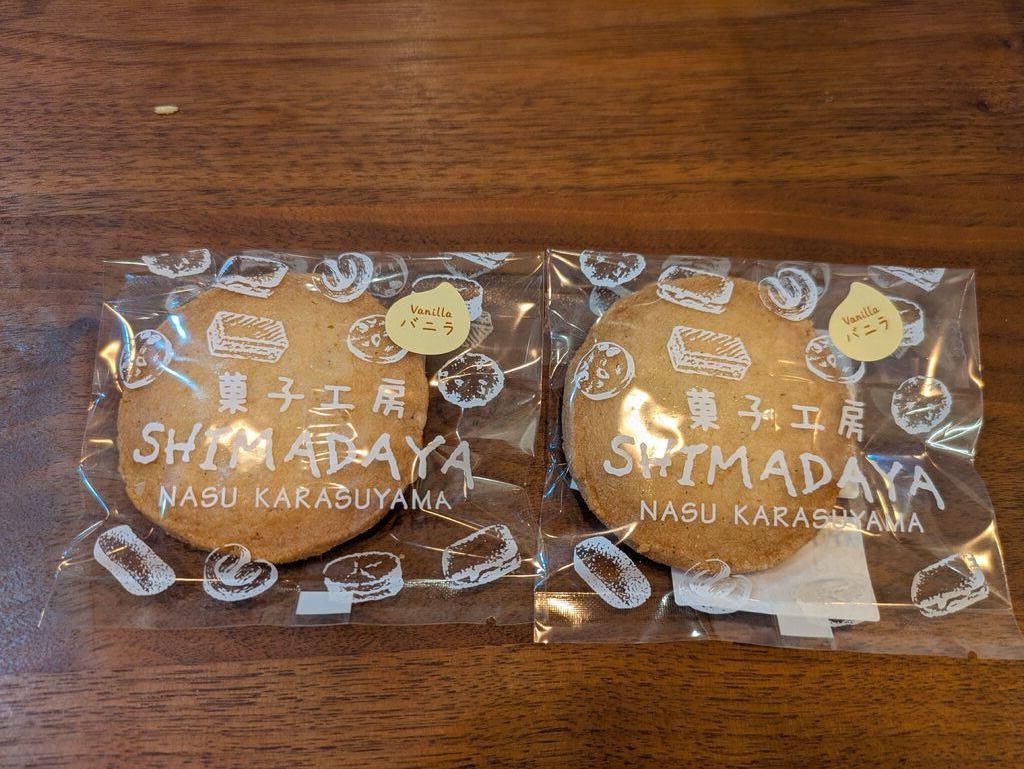 Vanilla
バニラ
菓子工房
SHIMADAYA
NASU KARASUYAMA
Vanilla
バニラ
菓子工房
SHIMADAYA
NASU KARASUYAMA